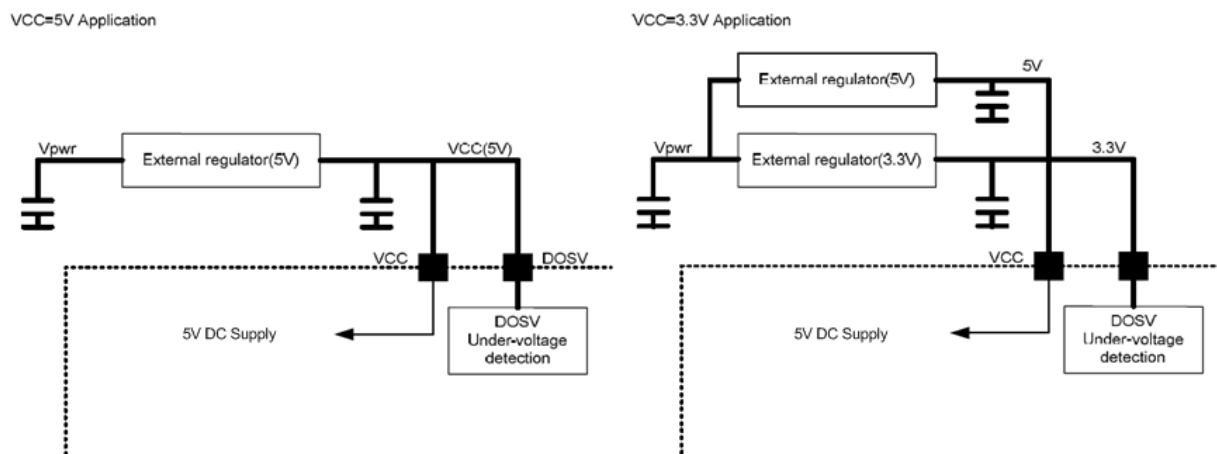 VCC=5V Application
Vpwr
External regulator(5V)
VCC(5V)
VCC
DOSV
5V DC Supply
DOSV
Under-voltage
detection
VCC=3.3V Application
External regulator(5V)
5V
Vpwr
External regulator(3.3V)
3.3V
VCC
5V DC Supply
DOSV
Under-voltage
detection